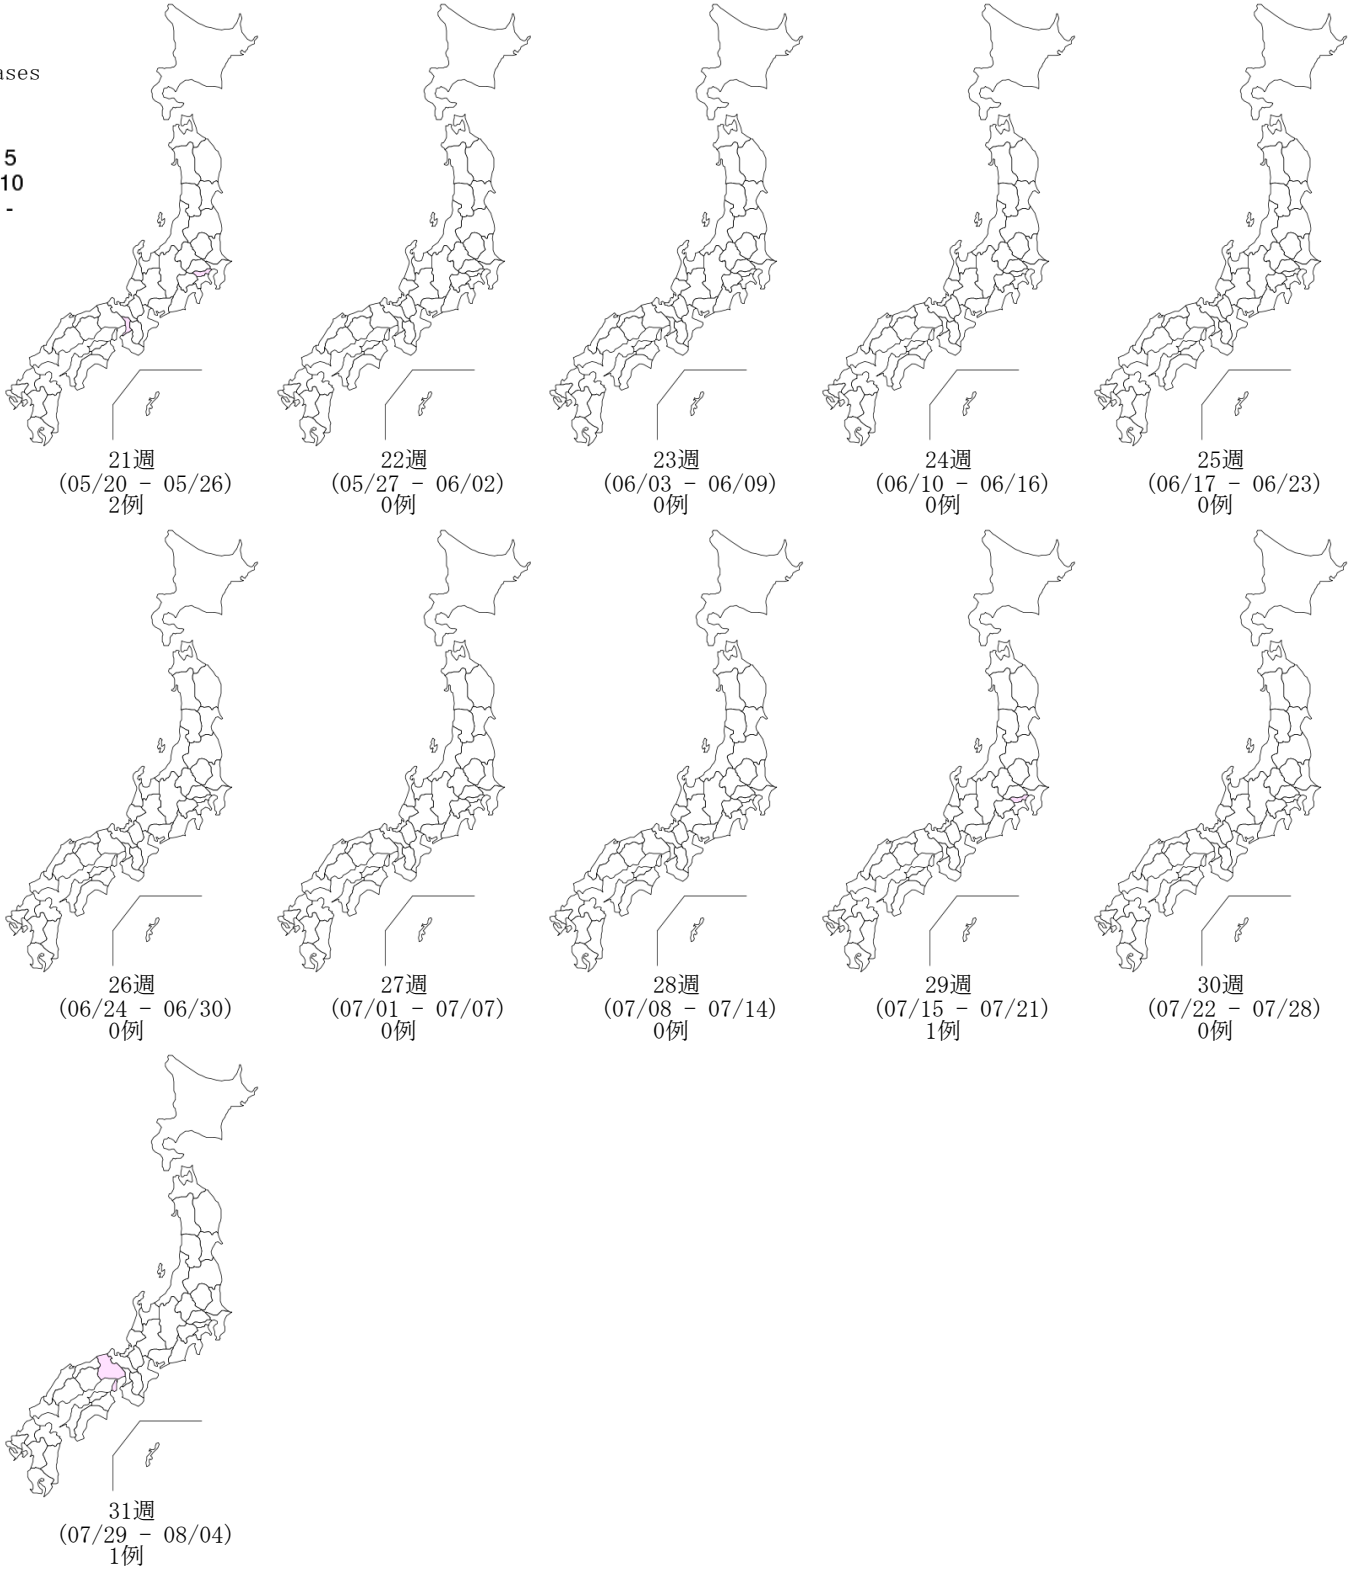 ases
5
10
-
21週
(05/20 - 05/26)
2例
22週
(05/27 - 06/02)
0例
23週
(06/03 - 06/09)
0例
24週
(06/10 - 06/16)
0例
25週
(06/17 - 06/23)
0例
26週
(06/24 - 06/30)
0例
27週
(07/01 - 07/07)
0例
28週
(07/08 - 07/14)
0例
29週
(07/15 - 07/21)
1例
30週
(07/22 - 07/28)
0例
31週
(07/29 - 08/04)
1例